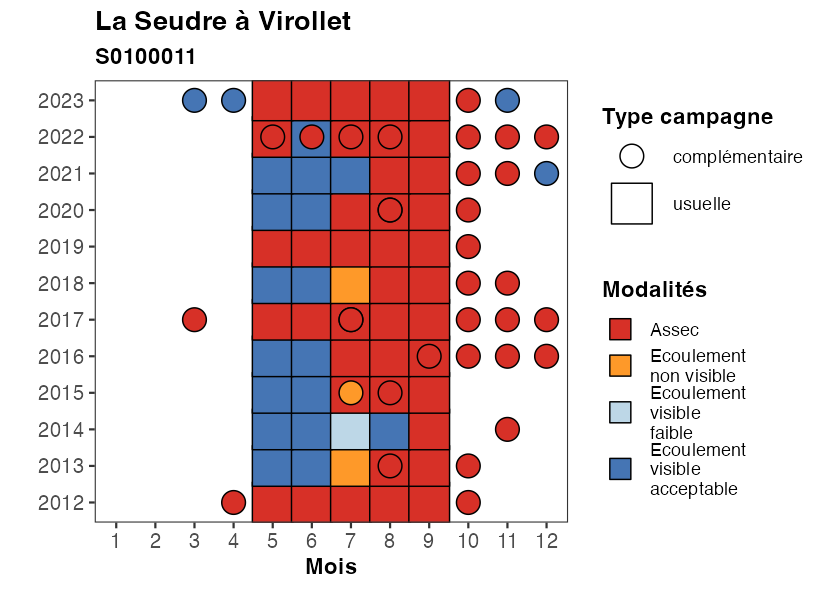 La Seudre à Virollet
S0100011
2023
2022
2021
2020
2019
2018
2017
2016
2015
2014
2013
2012
1 2 3 4 5 6 7 8 9 10 11 12
Mois
Type campagne
complémentaire
usuelle
Modalités
Assec
Ecoulement
non visible
Ecoulement
visible
faible
Ecoulement
visible
acceptable